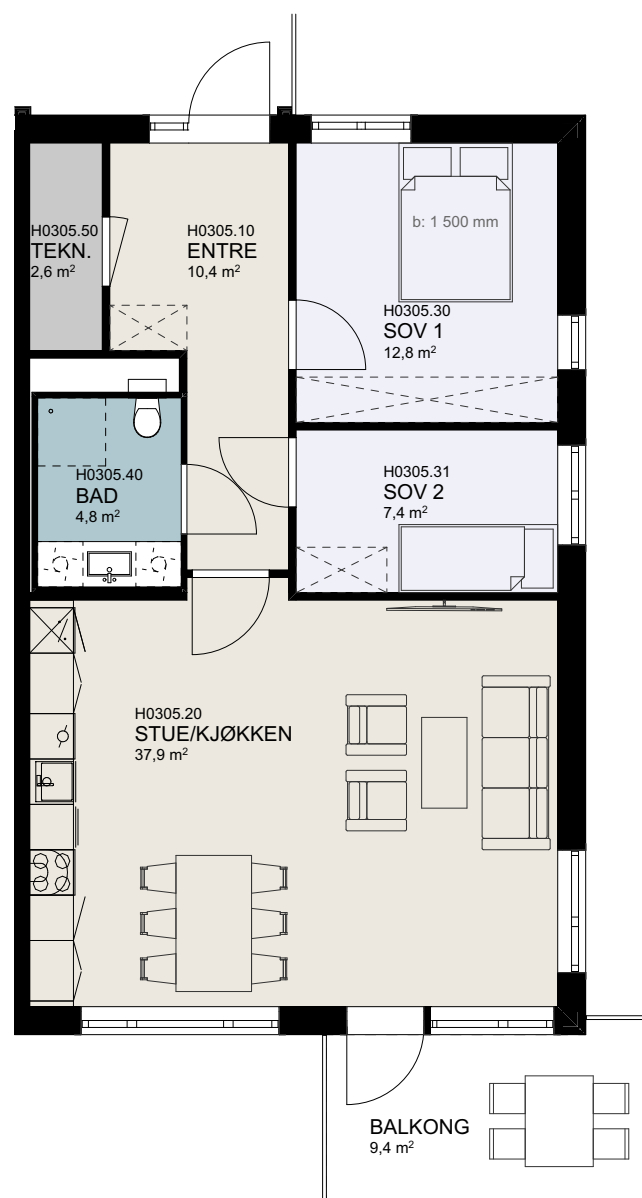 H0305.50
TEKN.
2,6 m²
H0305.10
ENTRE
10,4 m²
b: 1 500 mm
H0305.30
SOV 1
12,8 m²
H0305.40
BAD
4,8 m²
H0305.31
SOV 2
7,4 m²
H0305.20
STUE/KJØKKEN
37,9 m²
BALKONG
9,4 m²